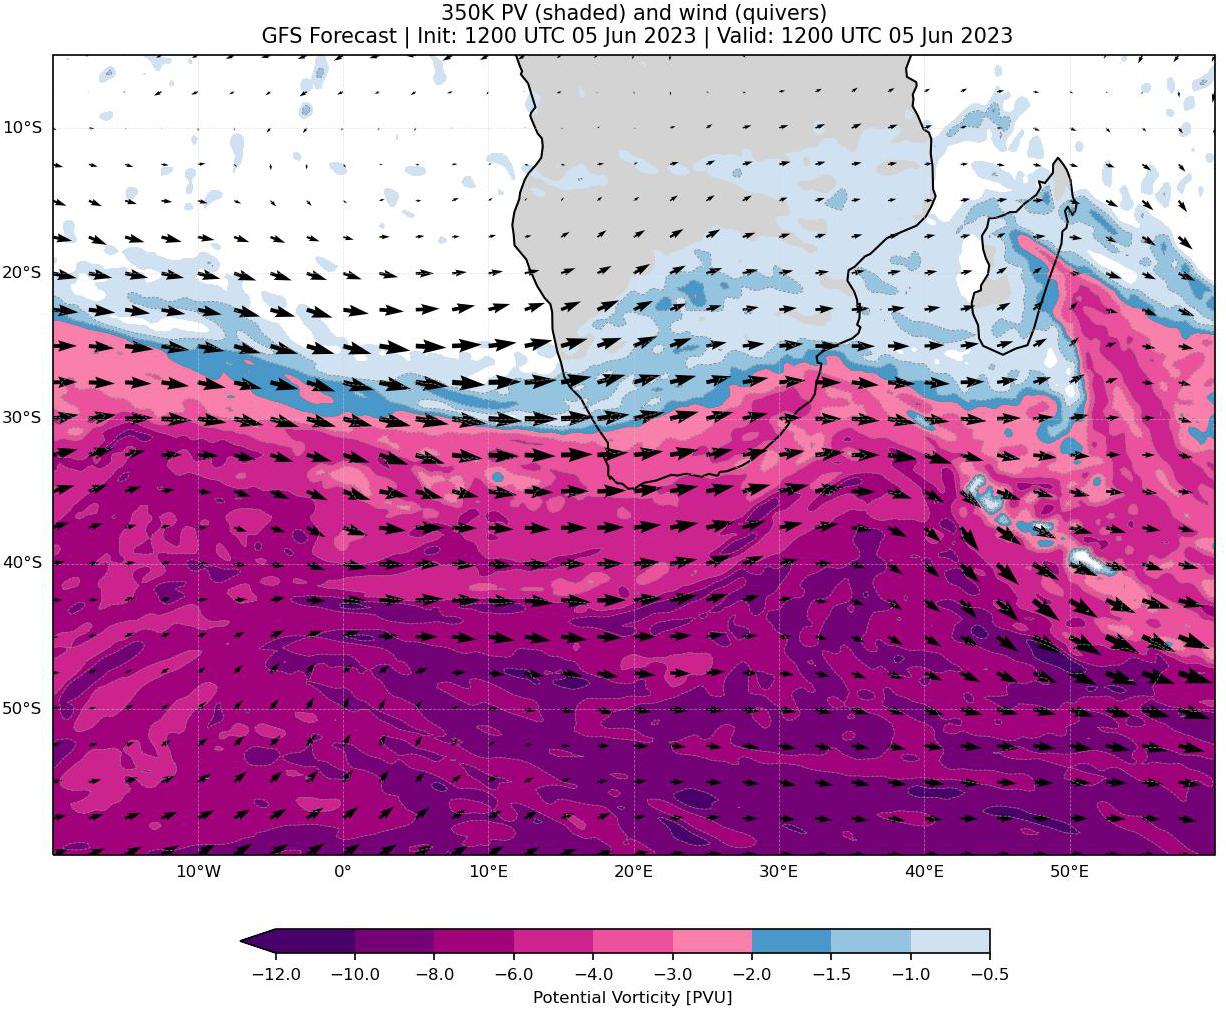 350K PV (shaded) and wind (quivers)
GFS Forecast | Init: 1200 UTC 05 Jun 2023 | Valid: 1200 UTC 05 Jun 2023
10°S
20°S
30°S
40°S
50°S
10°W 0° 10°E 20°E 30°E 40°E 50°E
−12.0 −10.0 −8.0 −6.0 −4.0 −3.0 −2.0 −1.5 −1.0 −0.5
Potential Vorticity [PVU]